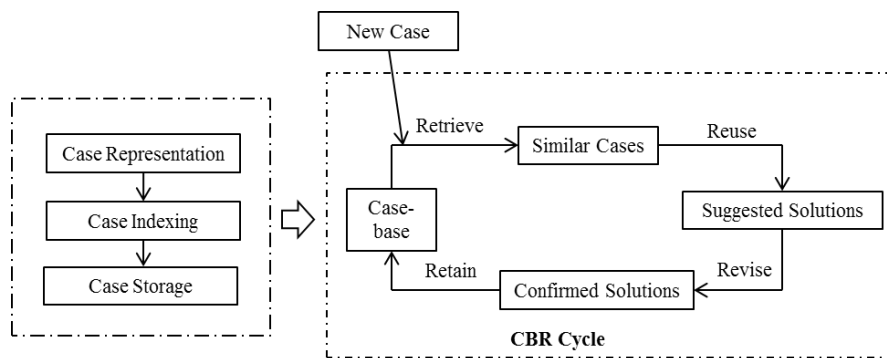 New Case
Retrieve
Similar Cases
Reuse
Case Representation
Case Indexing
Case Storage
Case-
base
Suggested Solutions
Retain
Confirmed Solutions
Revise
CBR Cycle